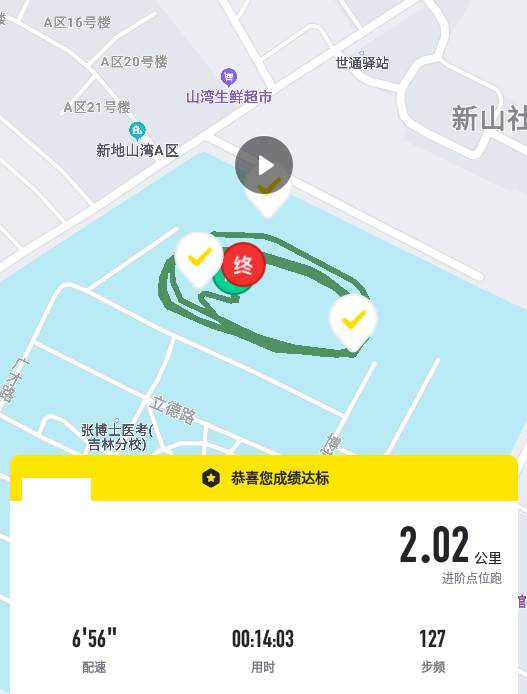 A区16号楼
A区20号楼
世通驿站
山湾生鲜超市
A区21号楼
新山社
新地山湾A区
终
广才路
立德路
博
张博士医考(
吉林分校)
恭喜您成绩达标
2.02公里
进阶点位跑
6'56"
00:14:03
127
配速
用时
步频